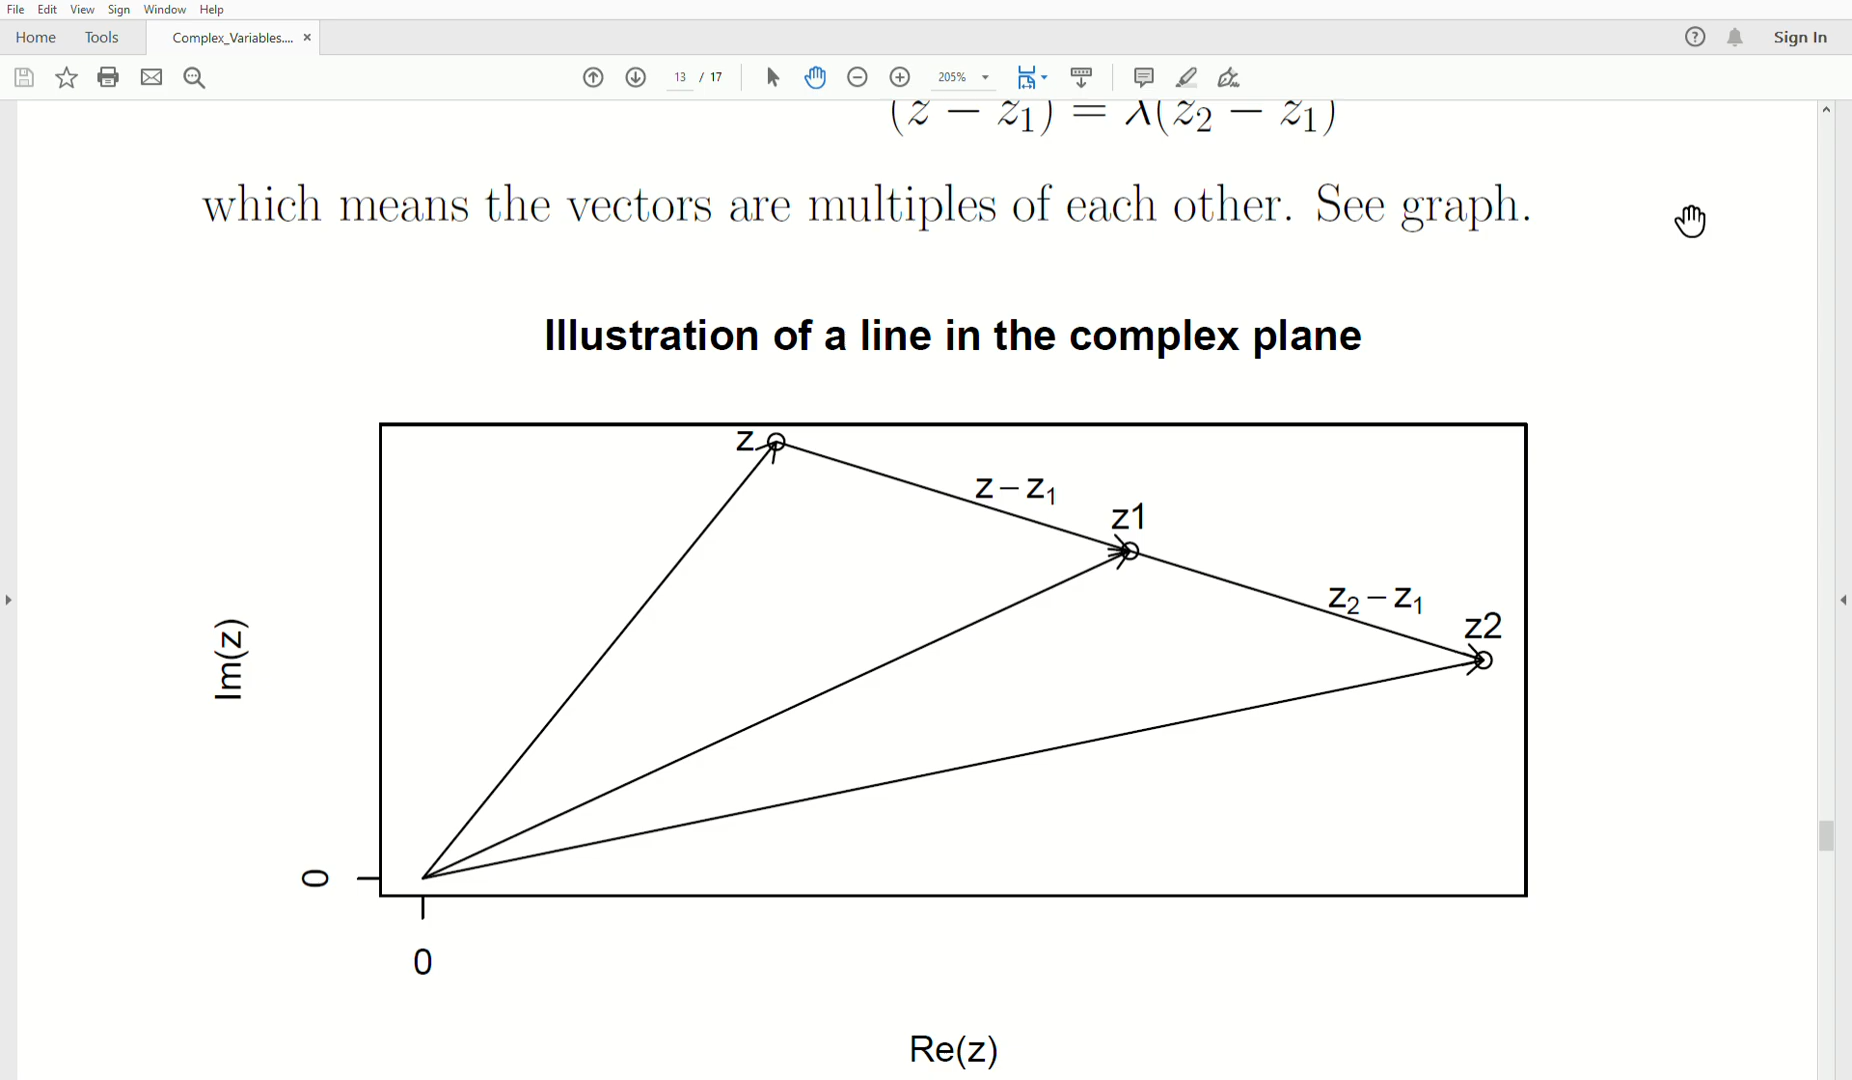 File Edit View Sign Window Help
Home Tools Complex_Variables.... × Sign In
13 / 17 205%
(z − z₁) = λ(z₂ − z₁)
which means the vectors are multiples of each other. See graph.
Illustration of a line in the complex plane
z
z − z₁
z1
z₂ − z₁
z2
Im(z)
0
0
Re(z)